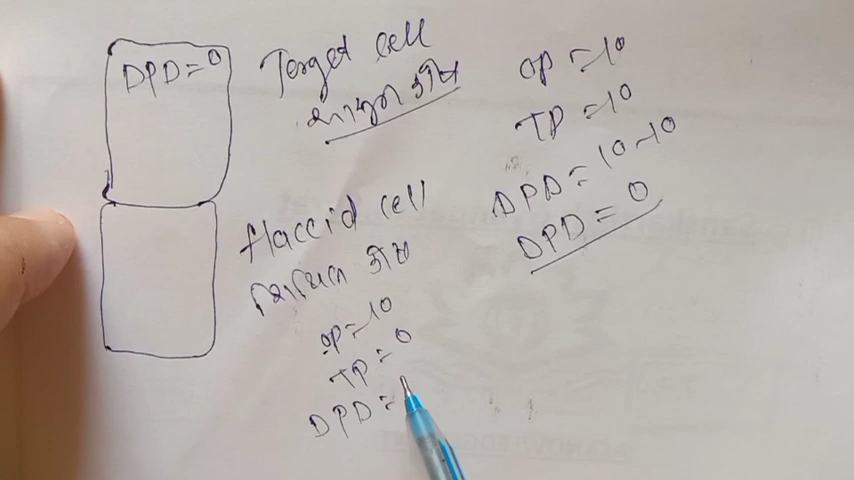 DPD = 0
Terget cell
OP = 10
TP = 10
DPD = 10-10
DPD = 0
flaccid cell
OP = 10
TP = 0
DPD =